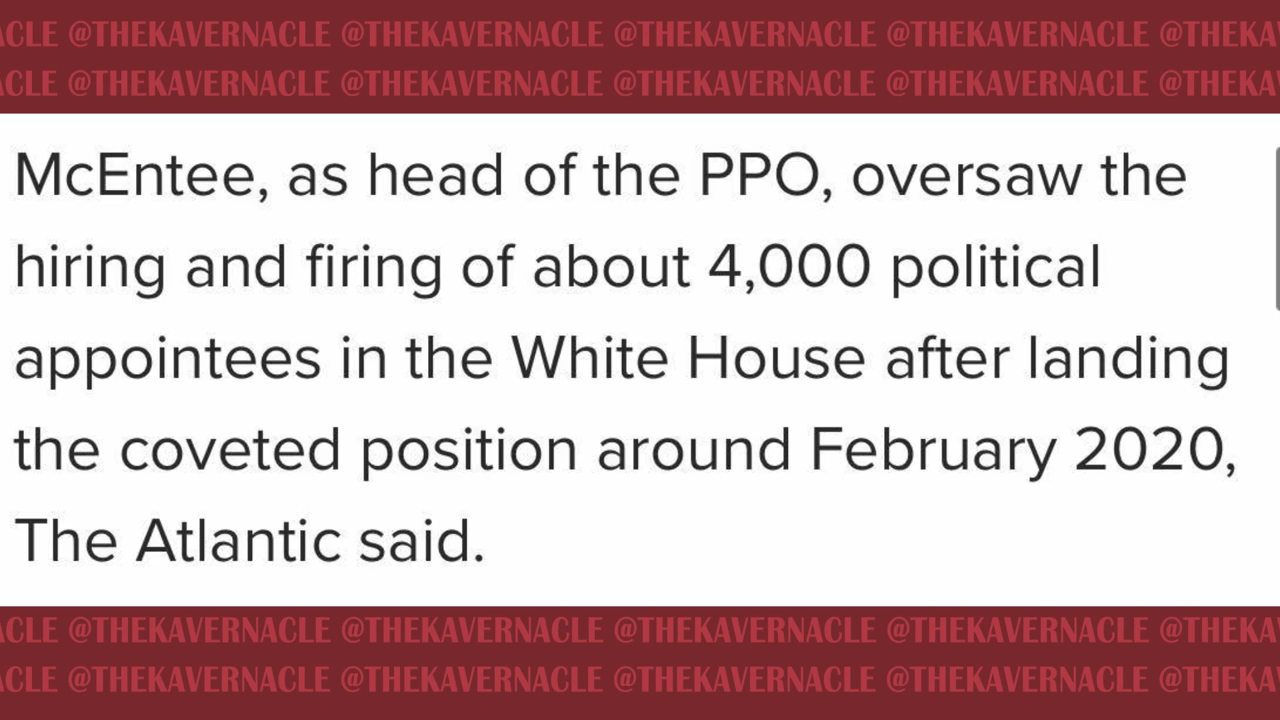 ACLE @THEKAVERNACLE @THEKAVERNACLE @THEKAVERNACLE @THEKAVERNACLE @THEKA
ACLE @THEKAVERNACLE @THEKAVERNACLE @THEKAVERNACLE @THEKAVERNACLE @THEKA
McEntee, as head of the PPO, oversaw the
hiring and firing of about 4,000 political
appointees in the White House after landing
the coveted position around February 2020,
The Atlantic said.
ACLE @THEKAVERNACLE @THEKAVERNACLE @THEKAVERNACLE @THEKAVERNACLE @THEKA
ACLE @THEKAVERNACLE @THEKAVERNACLE @THEKAVERNACLE @THEKAVERNACLE @THEKA